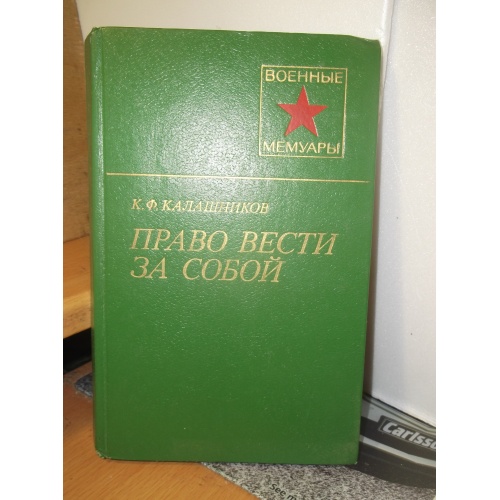 ВОЕННЫЕ
МЕМУАРЫ
К. Ф. КАЛАШНИКОВ
ПРАВО ВЕСТИ
ЗА СОБОЙ